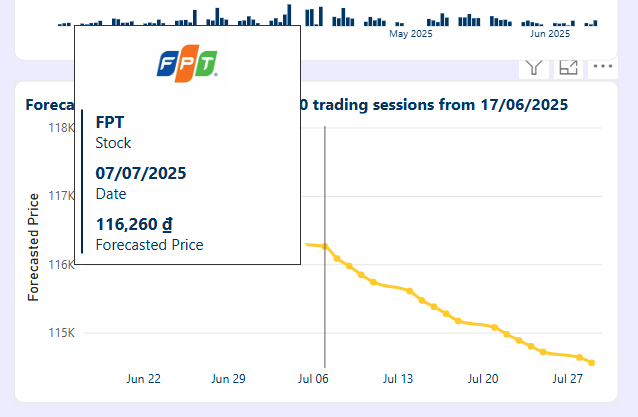 May 2025 Jun 2025
FPT
Foreca 0 trading sessions from 17/06/2025
118K
117K
116K
115K
Forecasted Price
FPT
Stock
07/07/2025
Date
116,260 ₫
Forecasted Price
Jun 22 Jun 29 Jul 06 Jul 13 Jul 20 Jul 27